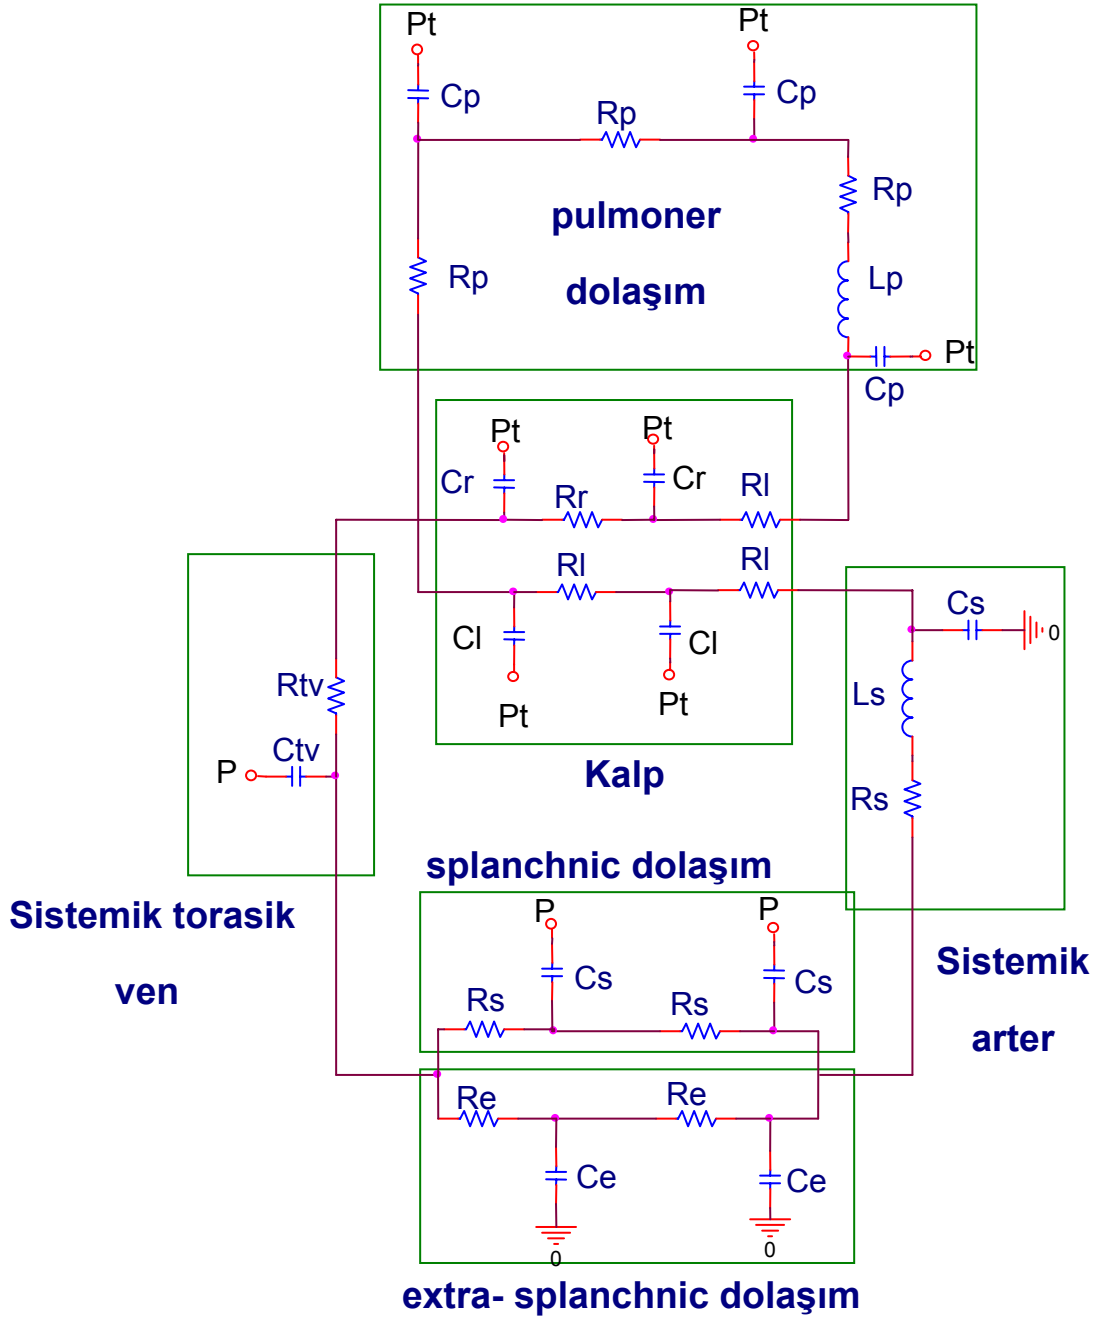 Pt
Pt
Cp
Cp
Rp
Rp
pulmoner
dolaşım
Rp
Lp
Pt
Cp
Pt
Pt
Cr
Cr
Rr
Rl
Rl
Rl
Cl
Cl
Pt
Pt
Kalp
Cs
0
Ls
Rs
Rtv
Ctv
P
Sistemik torasik
ven
splanchnic dolaşım
P
P
Cs
Cs
Rs
Rs
Sistemik
arter
Re
Re
Ce
Ce
0
0
extra- splanchnic dolaşım